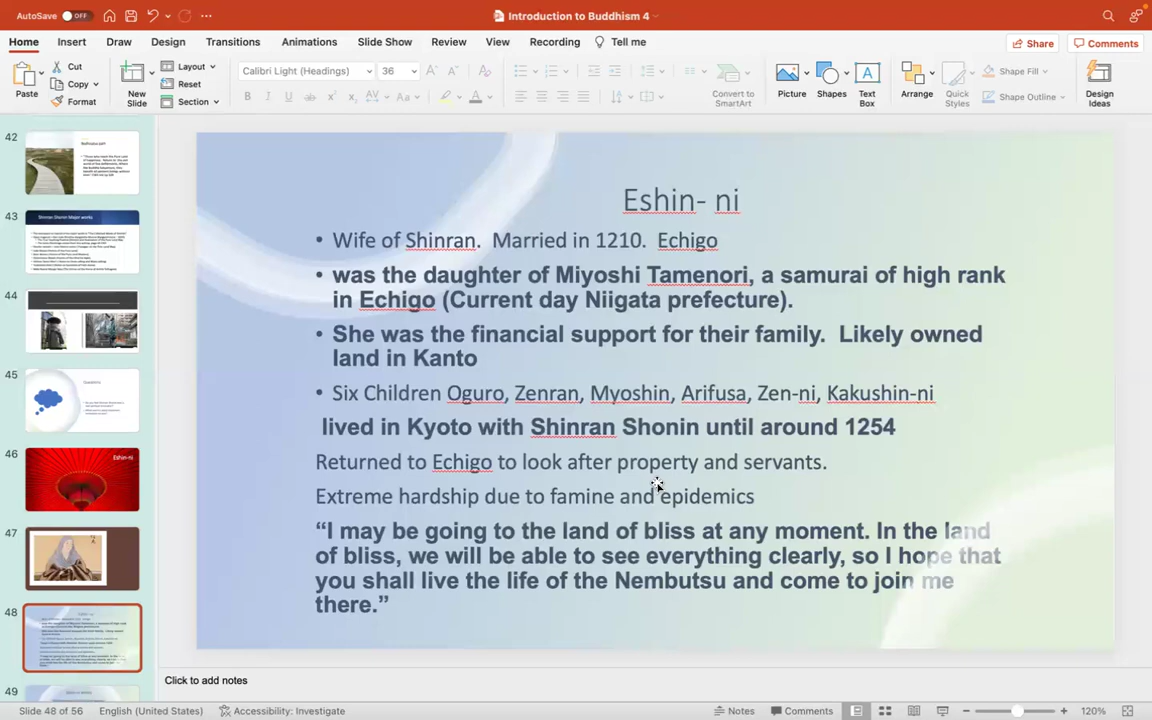 AutoSave OFF
Introduction to Buddhism 4
Home Insert Draw Design Transitions Animations Slide Show Review View Recording Tell me
Share Comments
Paste
Cut
Copy
Format
New Slide
Layout
Reset
Section
Calibri Light (Headings) 36
Convert to SmartArt
Picture
Shapes
Text Box
Arrange
Quick Styles
Shape Fill
Shape Outline
Design Ideas
42
43
Shinran Shonin Major works
44
45
Questions
46
Eshin-ni
47
48
49
Eshin- ni
• Wife of Shinran. Married in 1210. Echigo
• was the daughter of Miyoshi Tamenori, a samurai of high rank
in Echigo (Current day Niigata prefecture).
• She was the financial support for their family. Likely owned
land in Kanto
• Six Children Oguro, Zenran, Myoshin, Arifusa, Zen-ni, Kakushin-ni
lived in Kyoto with Shinran Shonin until around 1254
Returned to Echigo to look after property and servants.
Extreme hardship due to famine and epidemics
“I may be going to the land of bliss at any moment. In the land
of bliss, we will be able to see everything clearly, so I hope that
you shall live the life of the Nembutsu and come to join me
there.”
Click to add notes
Slide 48 of 56 English (United States) Accessibility: Investigate
Notes Comments 120%